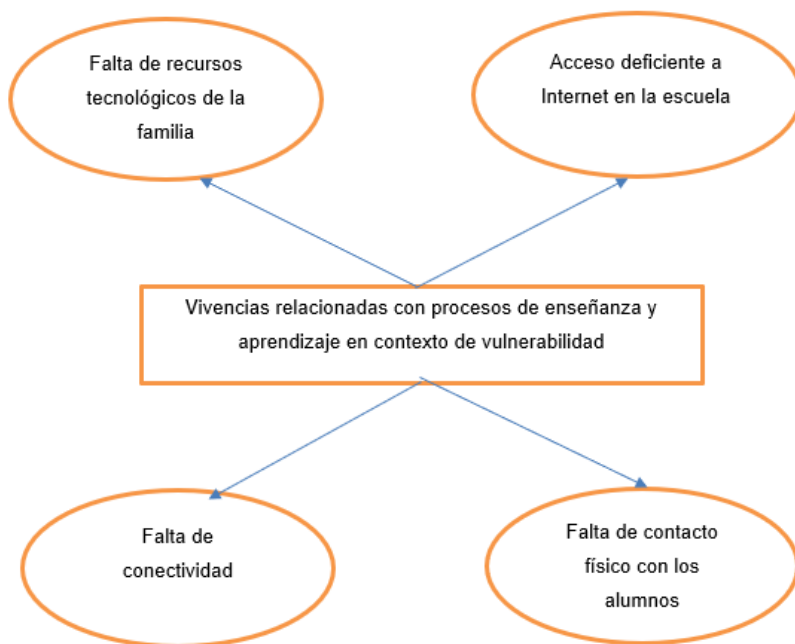 Falta de recursos
tecnológicos de la
familia
Acceso deficiente a
Internet en la escuela
Vivencias relacionadas con procesos de enseñanza y
aprendizaje en contexto de vulnerabilidad
Falta de
conectividad
Falta de contacto
físico con los
alumnos